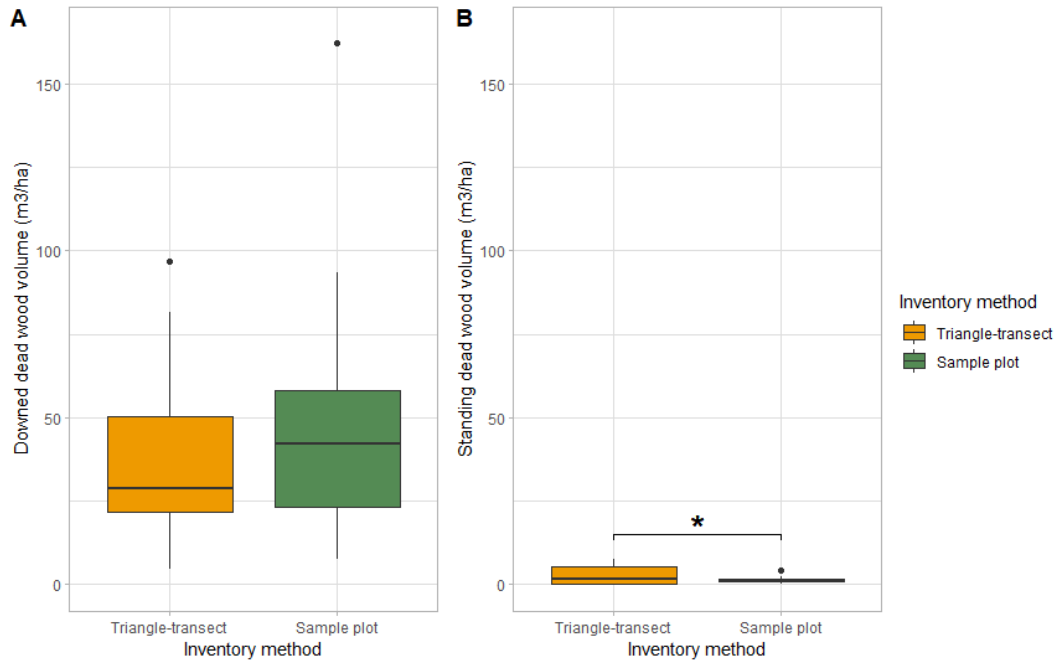 A
Downed dead wood volume (m3/ha)
150
100
50
0
Triangle-transect
Sample plot
Inventory method
B
Standing dead wood volume (m3/ha)
150
100
50
0
*
Triangle-transect
Sample plot
Inventory method
Inventory method
Triangle-transect
Sample plot